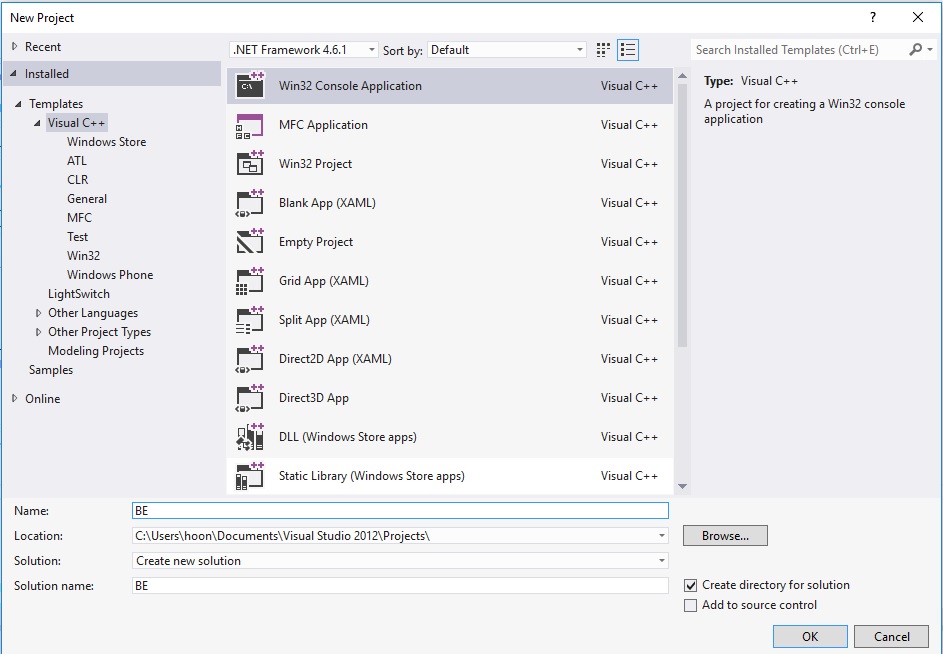 New Project
? 
Recent
Installed
Templates
Visual C++
Windows Store
ATL
CLR
General
MFC
Test
Win32
Windows Phone
LightSwitch
Other Languages
Other Project Types
Modeling Projects
Samples
Online
.NET Framework 4.6.1 Sort by: Default
Win32 Console Application Visual C++
MFC Application Visual C++
Win32 Project Visual C++
Blank App (XAML) Visual C++
Empty Project Visual C++
Grid App (XAML) Visual C++
Split App (XAML) Visual C++
Direct2D App (XAML) Visual C++
Direct3D App Visual C++
DLL (Windows Store apps) Visual C++
Static Library (Windows Store apps) Visual C++
Search Installed Templates (Ctrl+E)
Type: Visual C++
A project for creating a Win32 console
application
Name: BE
Location: C:\Users\hoon\Documents\Visual Studio 2012\Projects\
Browse...
Solution: Create new solution
Solution name: BE
Create directory for solution
Add to source control
OK Cancel